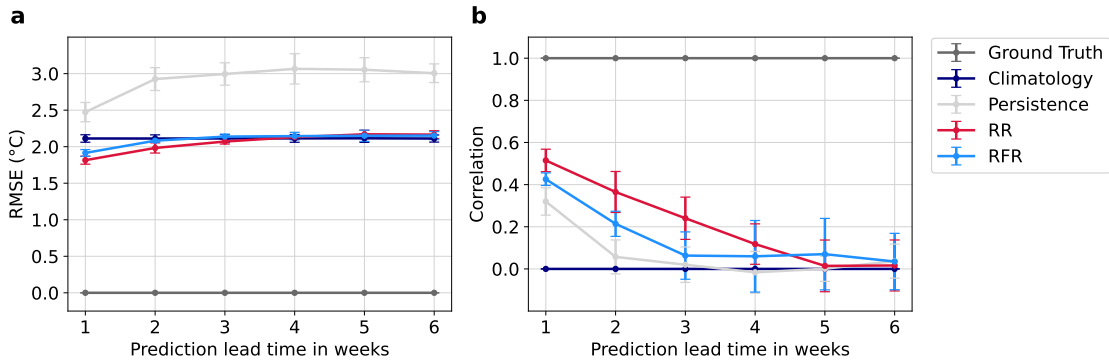 a
RMSE (°C)
3.0
2.5
2.0
1.5
1.0
0.5
0.0
1 2 3 4 5 6
Prediction lead time in weeks
b
Correlation
1.0
0.8
0.6
0.4
0.2
0.0
1 2 3 4 5 6
Prediction lead time in weeks
Ground Truth
Climatology
Persistence
RR
RFR